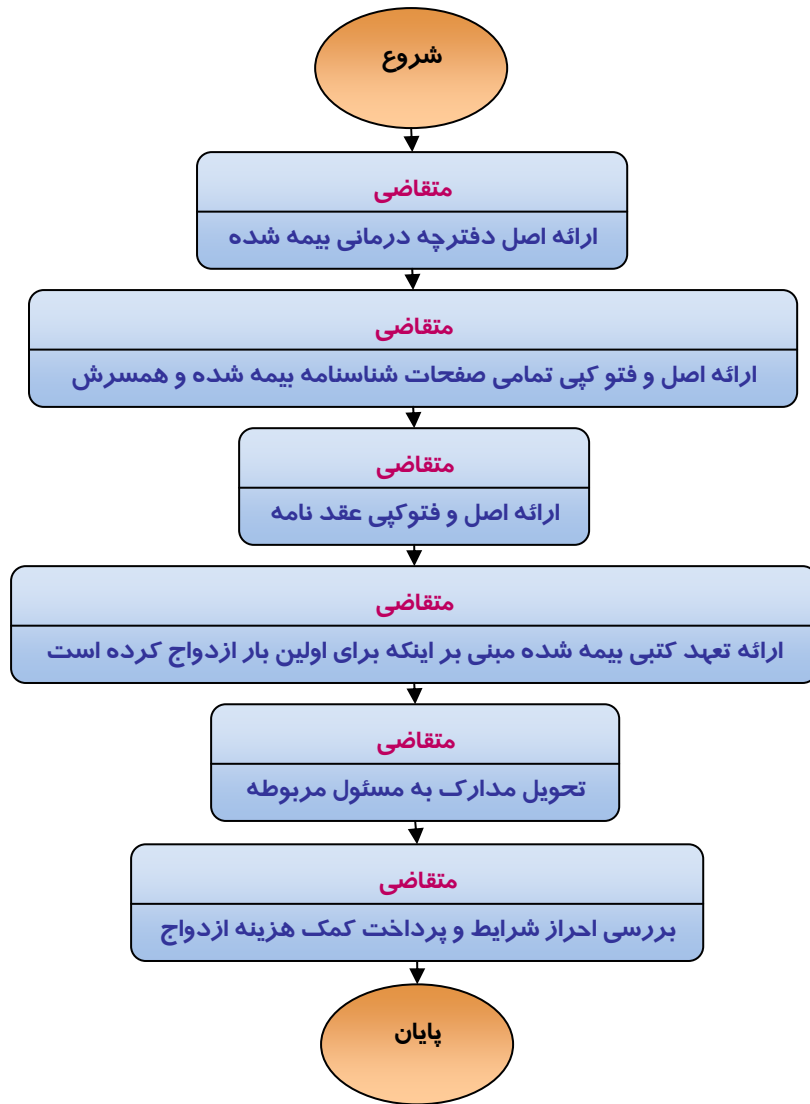 شروع
متقاضی
ارائه اصل دفترچه درمانی بیمه شده
متقاضی
ارائه اصل و فتو کپی تمامی صفحات شناسنامه بیمه شده و همسرش
متقاضی
ارائه اصل و فتوکپی عقد نامه
متقاضی
ارائه تعهد کتبی بیمه شده مبنی بر اینکه برای اولین بار ازدواج کرده است
متقاضی
تحویل مدارک به مسئول مربوطه
متقاضی
بررسی احراز شرایط و پرداخت کمک هزینه ازدواج
پایان